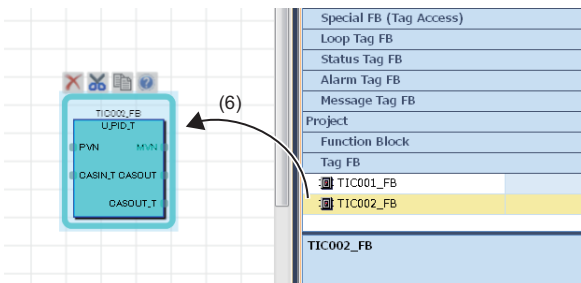 TIC002_FB
U_PID_T
PVN MVN
CASIN_T CASOUT
CASOUT_T
(6)
Special FB (Tag Access)
Loop Tag FB
Status Tag FB
Alarm Tag FB
Message Tag FB
Project
Function Block
Tag FB
TIC001_FB
TIC002_FB
TIC002_FB